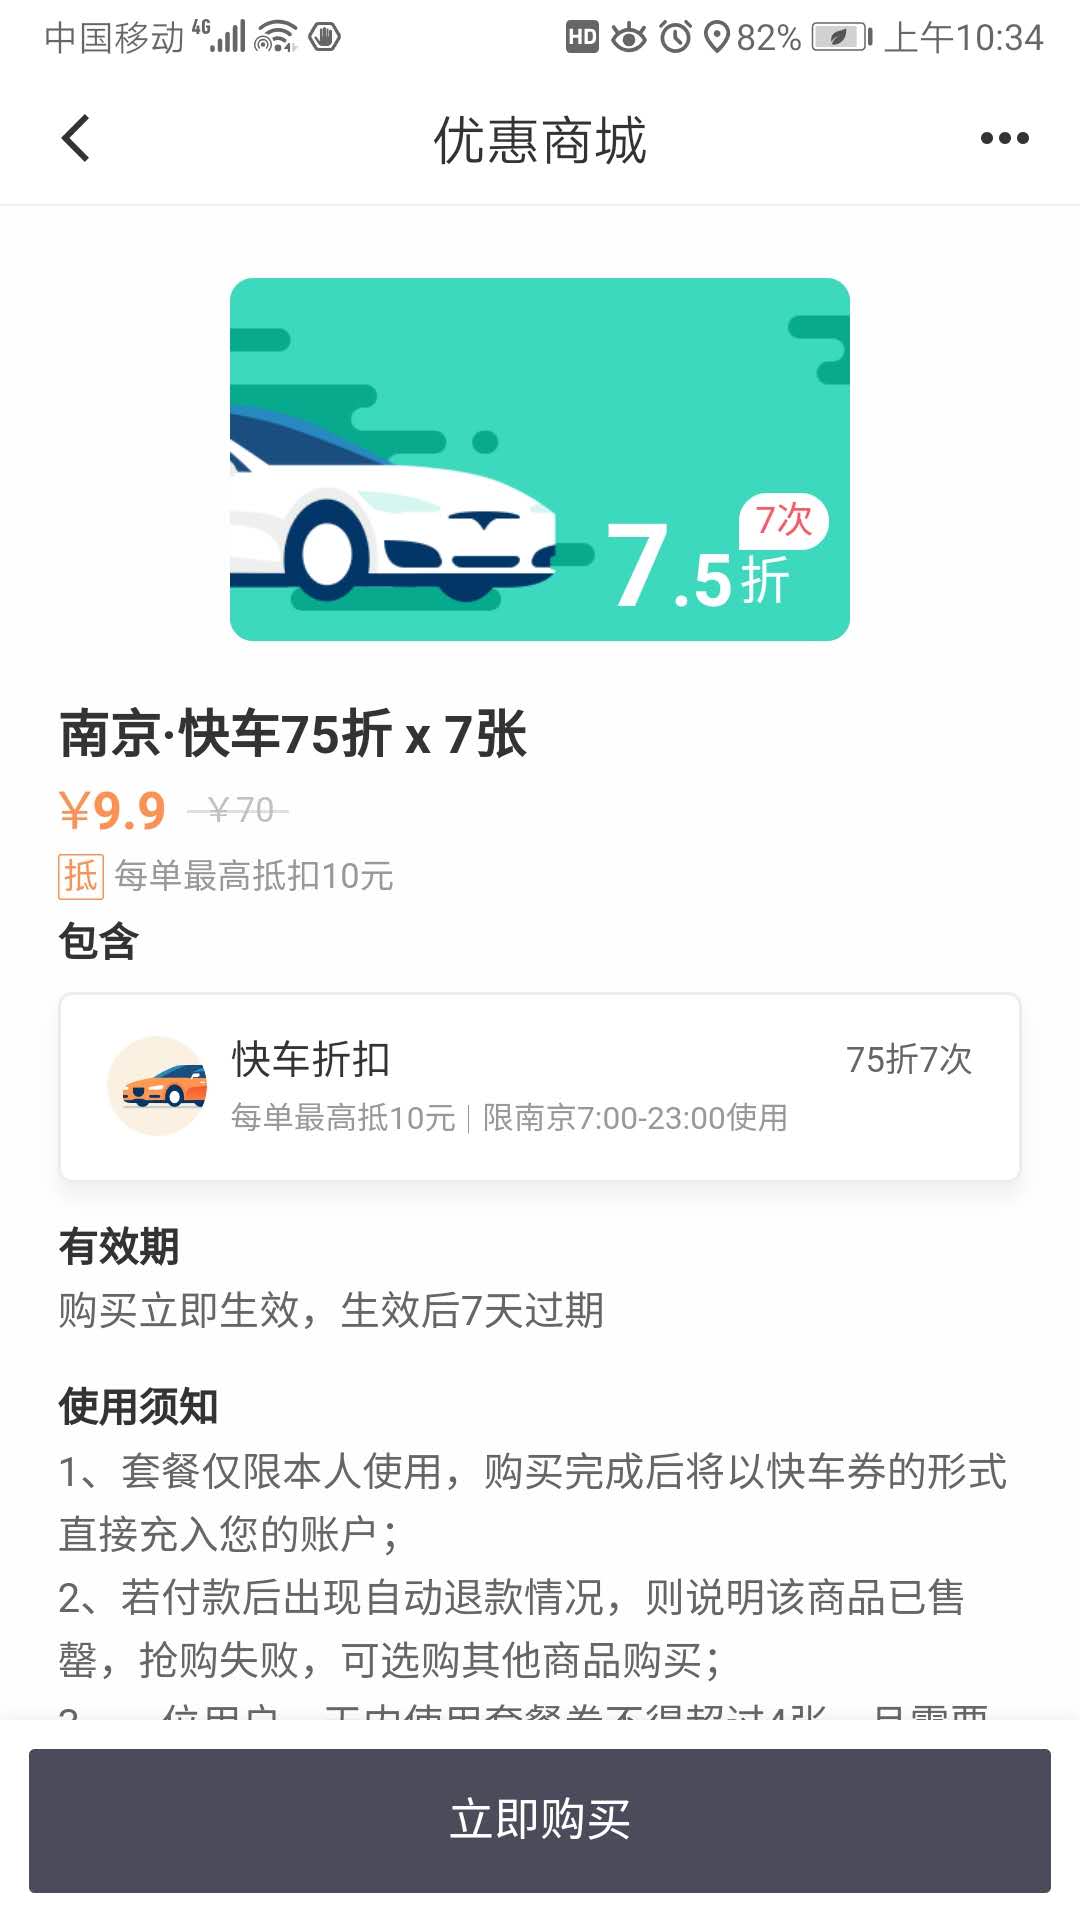 中国移动 4G HD 82% 上午10:34
优惠商城
7次
7.5折
南京·快车75折 x 7张
¥9.9 ¥70
抵 每单最高抵扣10元
包含
快车折扣 75折7次
每单最高抵10元 | 限南京7:00-23:00使用
有效期
购买立即生效，生效后7天过期
使用须知
1、套餐仅限本人使用，购买完成后将以快车券的形式
直接充入您的账户；
2、若付款后出现自动退款情况，则说明该商品已售
罄，抢购失败，可选购其他商品购买；
立即购买